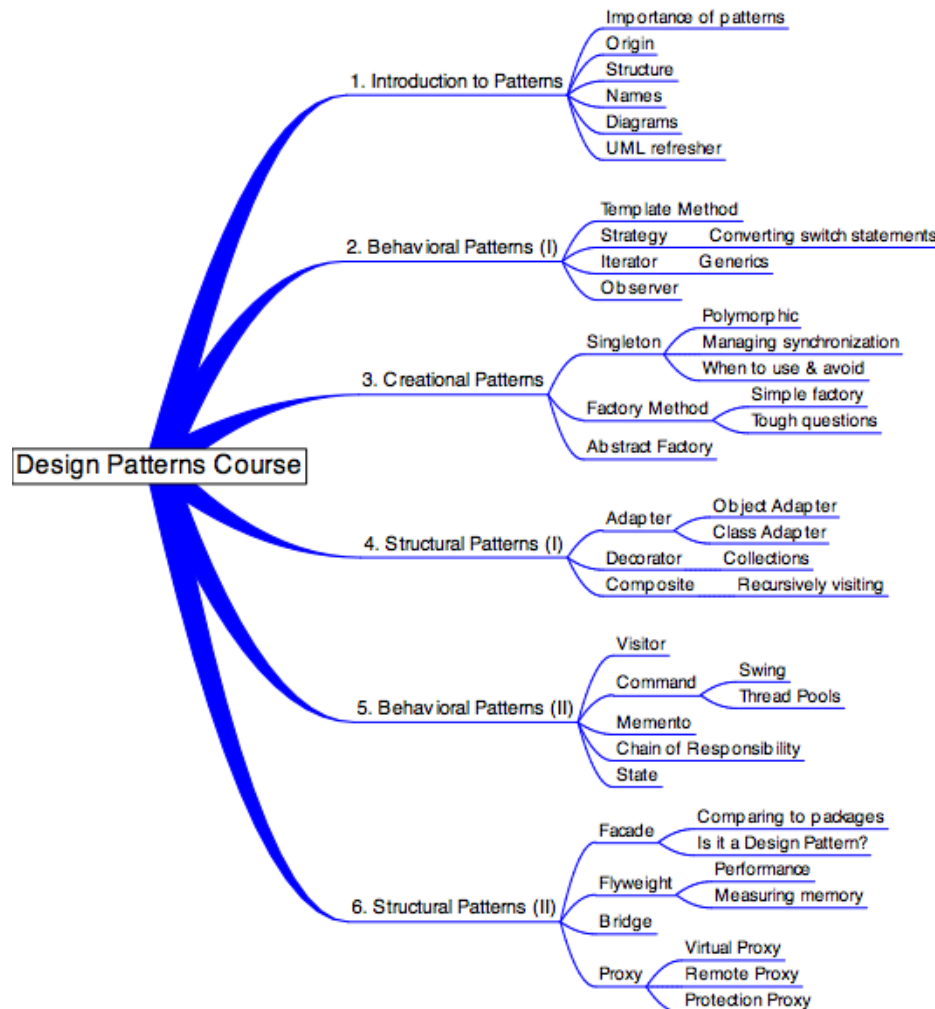 Design Patterns Course
1. Introduction to Patterns
Importance of patterns
Origin
Structure
Names
Diagrams
UML refresher
2. Behavioral Patterns (I)
Template Method
Strategy Converting switch statements
Iterator Generics
Observer
3. Creational Patterns
Singleton
Polymorphic
Managing synchronization
When to use & avoid
Factory Method
Simple factory
Tough questions
Abstract Factory
4. Structural Patterns (I)
Adapter
Object Adapter
Class Adapter
Decorator Collections
Composite Recursively visiting
5. Behavioral Patterns (II)
Visitor
Command
Swing
Thread Pools
Memento
Chain of Responsibility
State
6. Structural Patterns (II)
Facade
Comparing to packages
Is it a Design Pattern?
Flyweight
Performance
Measuring memory
Bridge
Proxy
Virtual Proxy
Remote Proxy
Protection Proxy